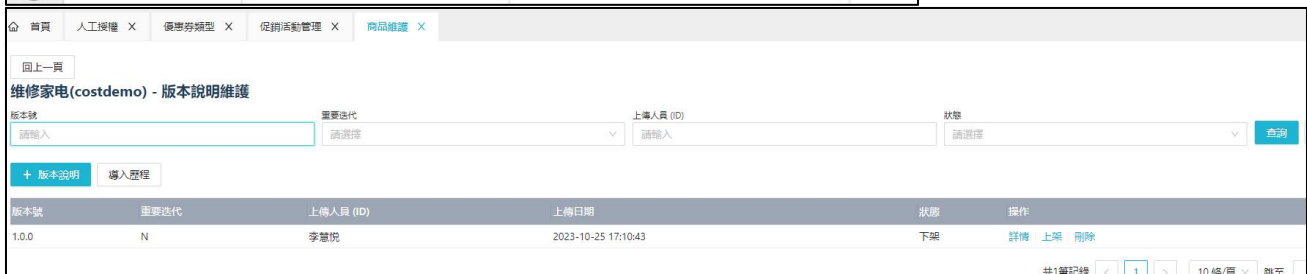 首頁 人工授權 X 優惠券類型 X 促銷活動管理 X 商品維護 X
回上一頁
维修家电(costdemo) - 版本說明維護
版本號 重要迭代 上傳人員 (ID) 狀態
請輸入 請選擇 請輸入 請選擇 查詢
+ 版本說明 導入歷程
版本號 重要迭代 上傳人員 (ID) 上傳日期 狀態 操作
1.0.0 N 李慧悦 2023-10-25 17:10:43 下架 詳情 上架 刪除
共1筆記錄 < 1 > 10 條/頁 跳至